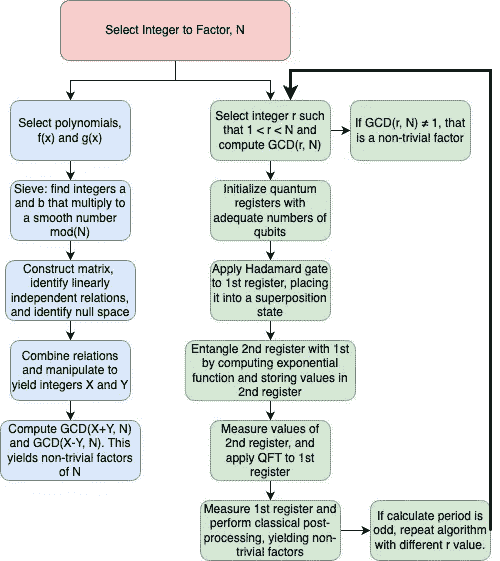 Select Integer to Factor, N
Select polynomials,
f(x) and g(x)
Sieve: find integers a
and b that multiply to
a smooth number
mod(N)
Construct matrix,
identify linearly
independent relations,
and identify null space
Combine relations
and manipulate to
yield integers X and Y
Compute GCD(X+Y, N)
and GCD(X-Y, N). This
yields non-trivial factors
of N
Select integer r such
that 1 < r < N and
compute GCD(r, N)
If GCD(r, N) ≠ 1, that
is a non-trivial factor
Initialize quantum
registers with
adequate numbers of
qubits
Apply Hadamard gate
to 1st register, placing
it into a superposition
state
Entangle 2nd register with 1st
by computing exponential
function and storing values in
2nd register
Measure values of
2nd register, and
apply QFT to 1st
register
Measure 1st register and
perform classical post-
processing, yielding non-
trivial factors
If calculate period is
odd, repeat algorithm
with different r value.